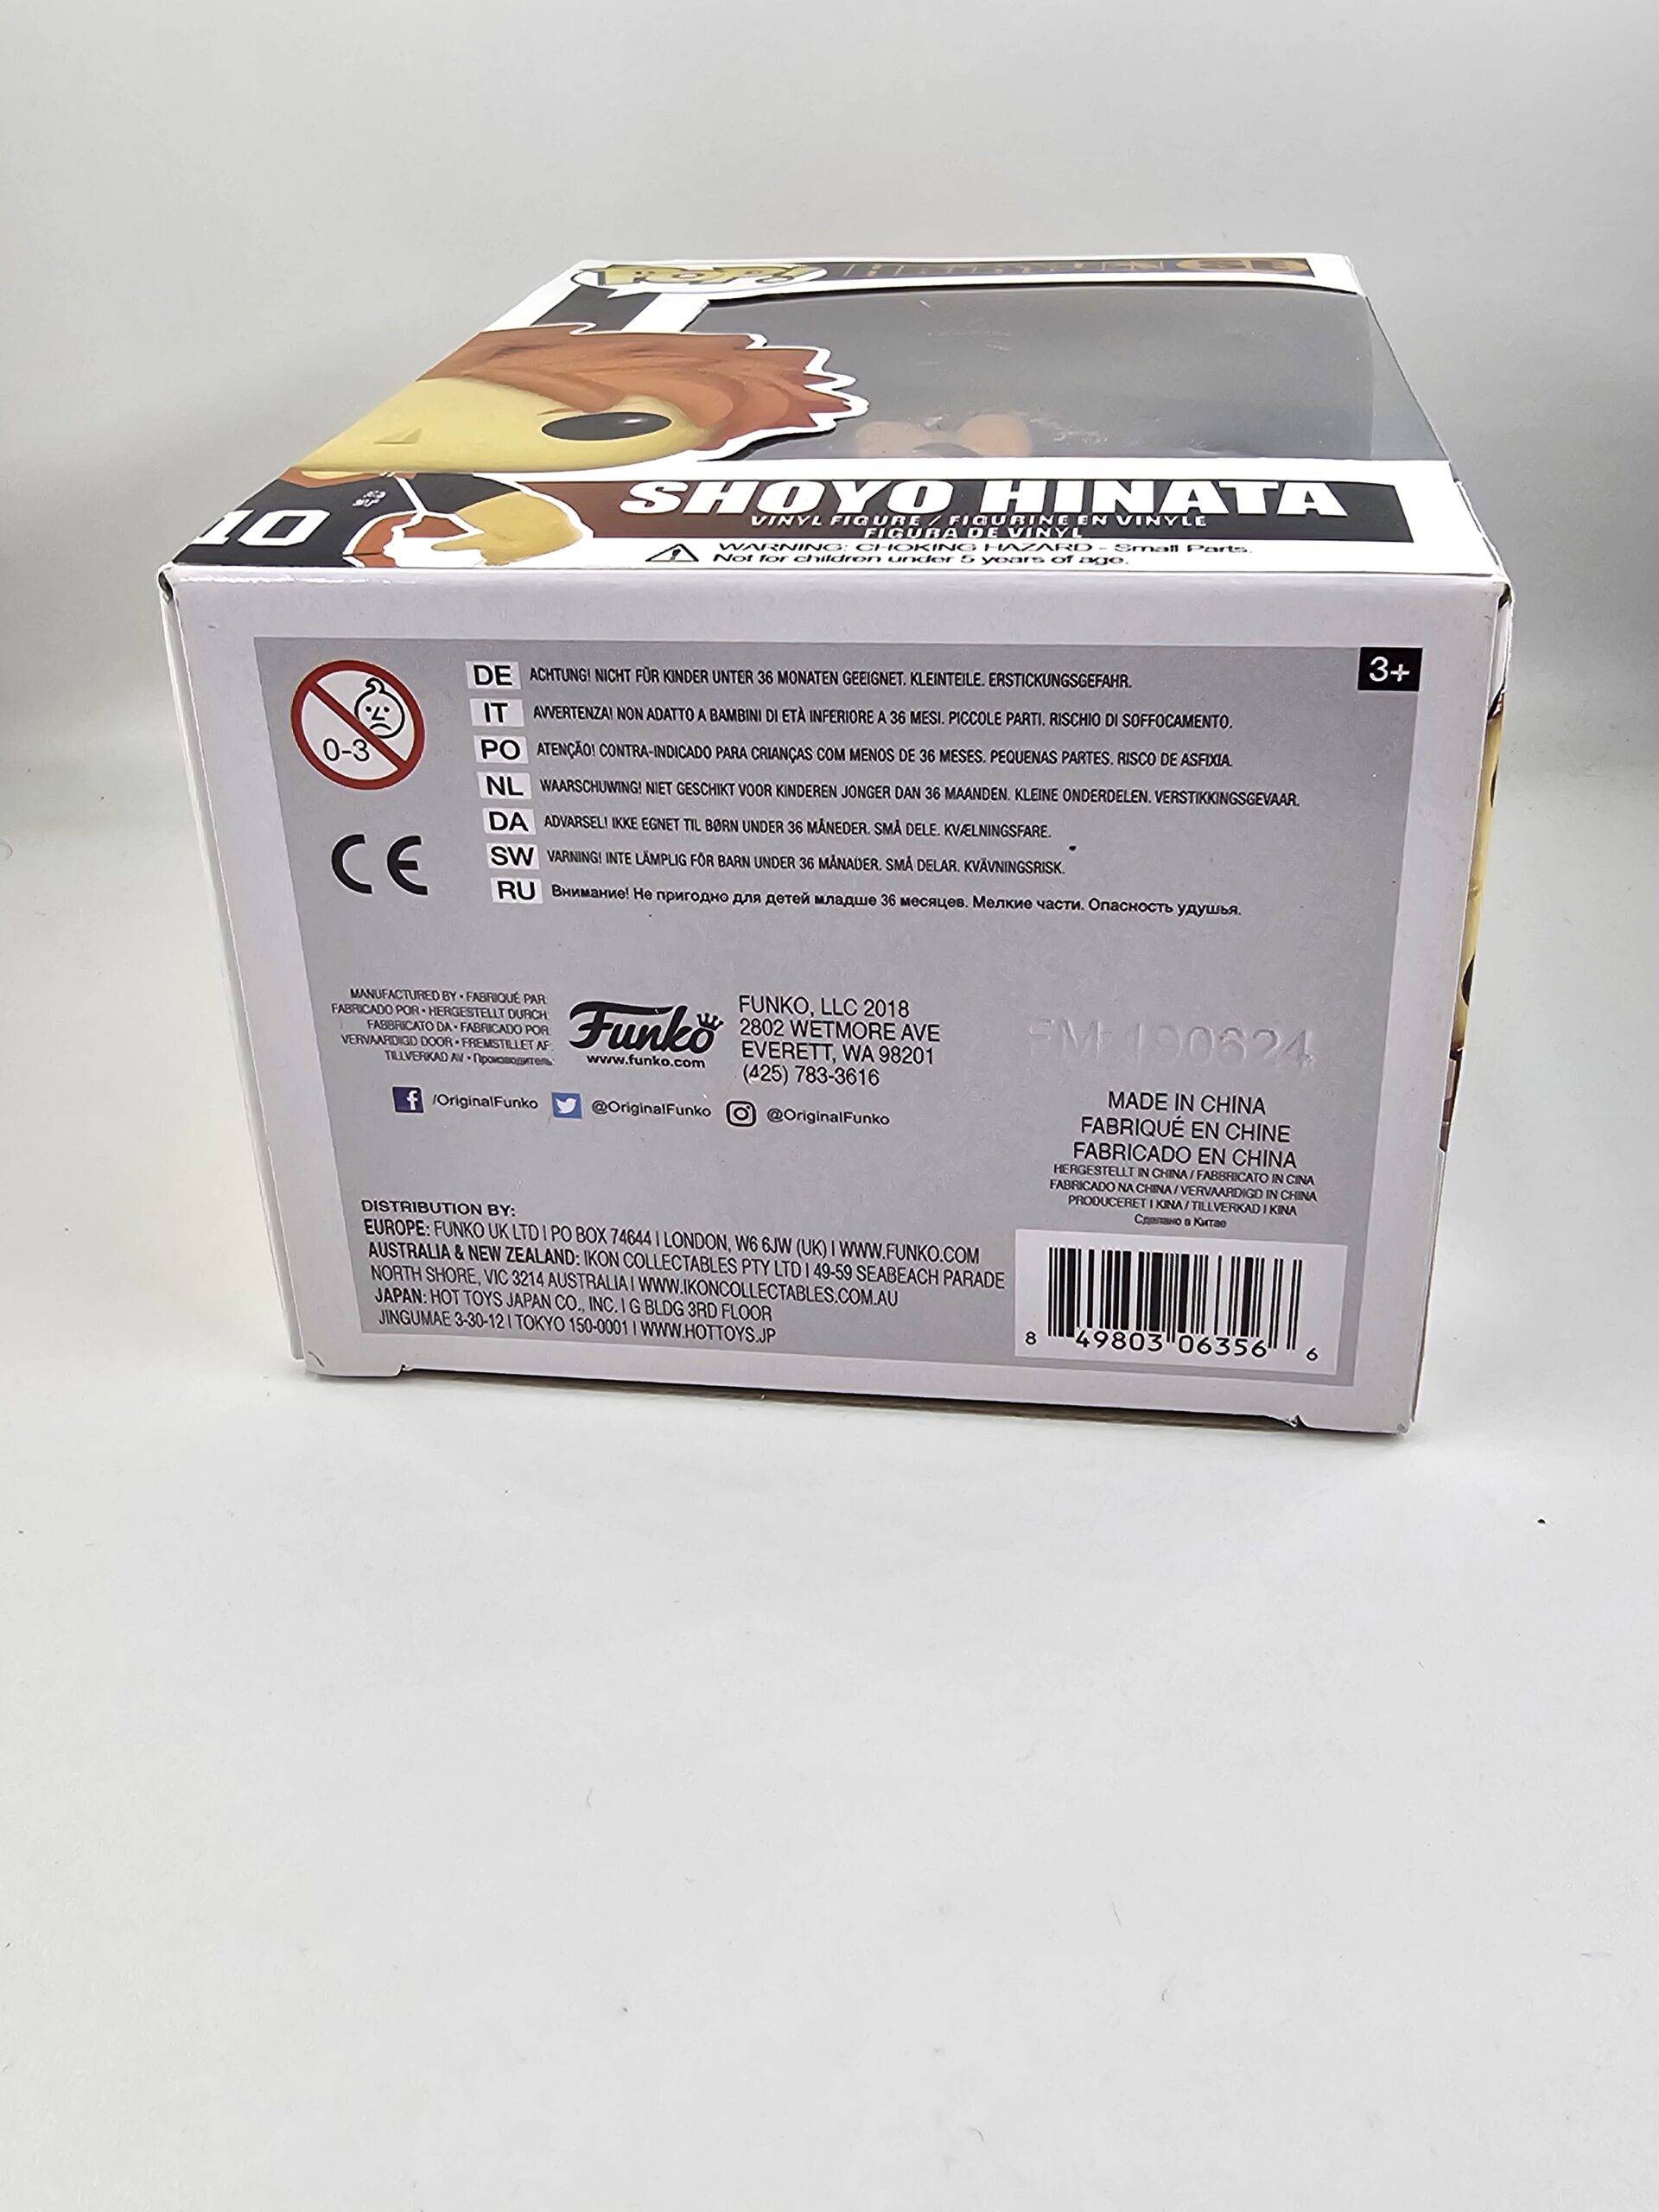 POP!
10
SHOYO HINATA
VINYL FIGURE / FIGURINE EN VINYLE
FIGURA DE VINYL
WARNING: CHOKING HAZARD - Small Parts.
Not for children under 5 years of age.
3+
0-3
DE ACHTUNG! NICHT FÜR KINDER UNTER 36 MONATEN GEEIGNET. KLEINTEILE. ERSTICKUNGSGEFAHR.
IT AVVERTENZA! NON ADATTO A BAMBINI DI ETÀ INFERIORE A 36 MESI. PICCOLE PARTI. RISCHIO DI SOFFOCAMENTO.
PO ATENÇÃO! CONTRA-INDICADO PARA CRIANÇAS COM MENOS DE 36 MESES. PEQUENAS PARTES. RISCO DE ASFIXIA.
NL WAARSCHUWING! NIET GESCHIKT VOOR KINDEREN JONGER DAN 36 MAANDEN. KLEINE ONDERDELEN. VERSTIKKINGSGEVAAR.
DA ADVARSEL! IKKE EGNET TIL BØRN UNDER 36 MÅNEDER. SMÅ DELE. KVÆLNINGSFARE.
SW VARNING! INTE LÄMPLIG FÖR BARN UNDER 36 MÅNADER. SMÅ DELAR. KVÄVNINGSRISK.
RU Внимание! Не пригодно для детей младше 36 месяцев. Мелкие части. Опасность удушья.
CE
MANUFACTURED BY • FABRIQUÉ PAR
FABRICADO POR • HERGESTELLT DURCH
FABBRICATO DA • FABRICADO POR
VERVAARDIGD DOOR • FREMSTILLET AF
TILLVERKAD AV • Производитель:
Funko
www.funko.com
FUNKO, LLC 2018
2802 WETMORE AVE
EVERETT, WA 98201
(425) 783-3616
/OriginalFunko @OriginalFunko @OriginalFunko
FM-190624
MADE IN CHINA
FABRIQUÉ EN CHINE
FABRICADO EN CHINA
HERGESTELLT IN CHINA / FABBRICATO IN CINA
FABRICADO NA CHINA / VERVAARDIGD IN CHINA
PRODUCERET I KINA / TILLVERKAD I KINA
Сделано в Китае
DISTRIBUTION BY:
EUROPE: FUNKO UK LTD | PO BOX 74644 | LONDON, W6 6JW (UK) | WWW.FUNKO.COM
AUSTRALIA & NEW ZEALAND: IKON COLLECTABLES PTY LTD | 49-59 SEABEACH PARADE
NORTH SHORE, VIC 3214 AUSTRALIA | WWW.IKONCOLLECTABLES.COM.AU
JAPAN: HOT TOYS JAPAN CO., INC. | G BLDG 3RD FLOOR
JINGUMAE 3-30-12 | TOKYO 150-0001 | WWW.HOTTOYS.JP
8 49803 06356 6